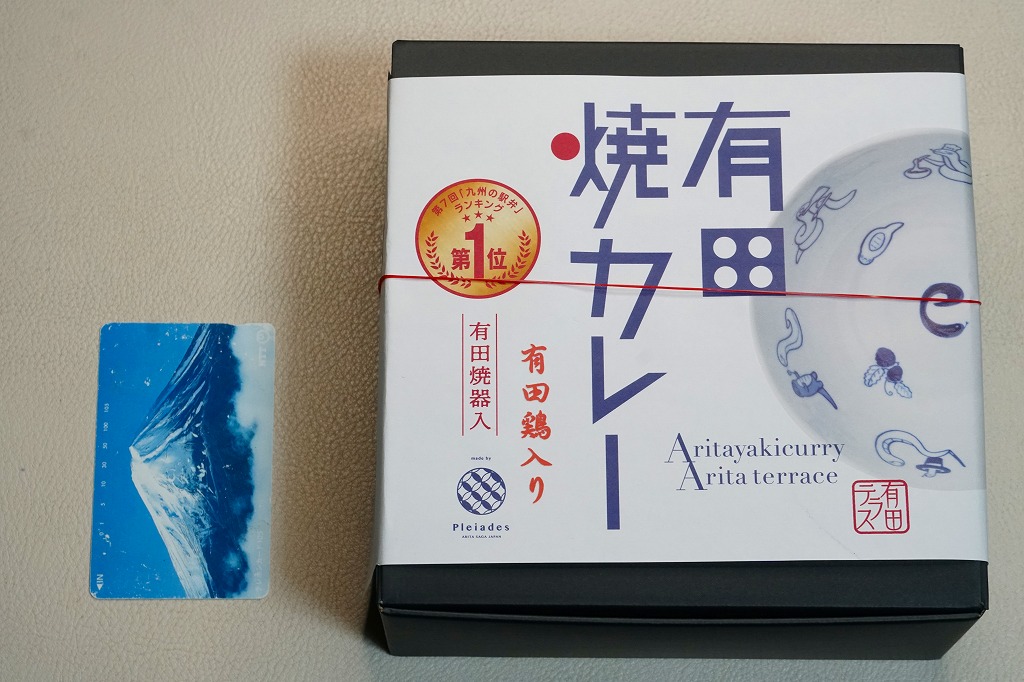 有田
焼カレー
第7回「九州の駅弁」
ランキング
第1位
有田焼器入
有田鶏入り
made by
Pleiades
ARITA SAGA JAPAN
Aritayakicurry
Arita terrace
有田
テラス
e
◀IN